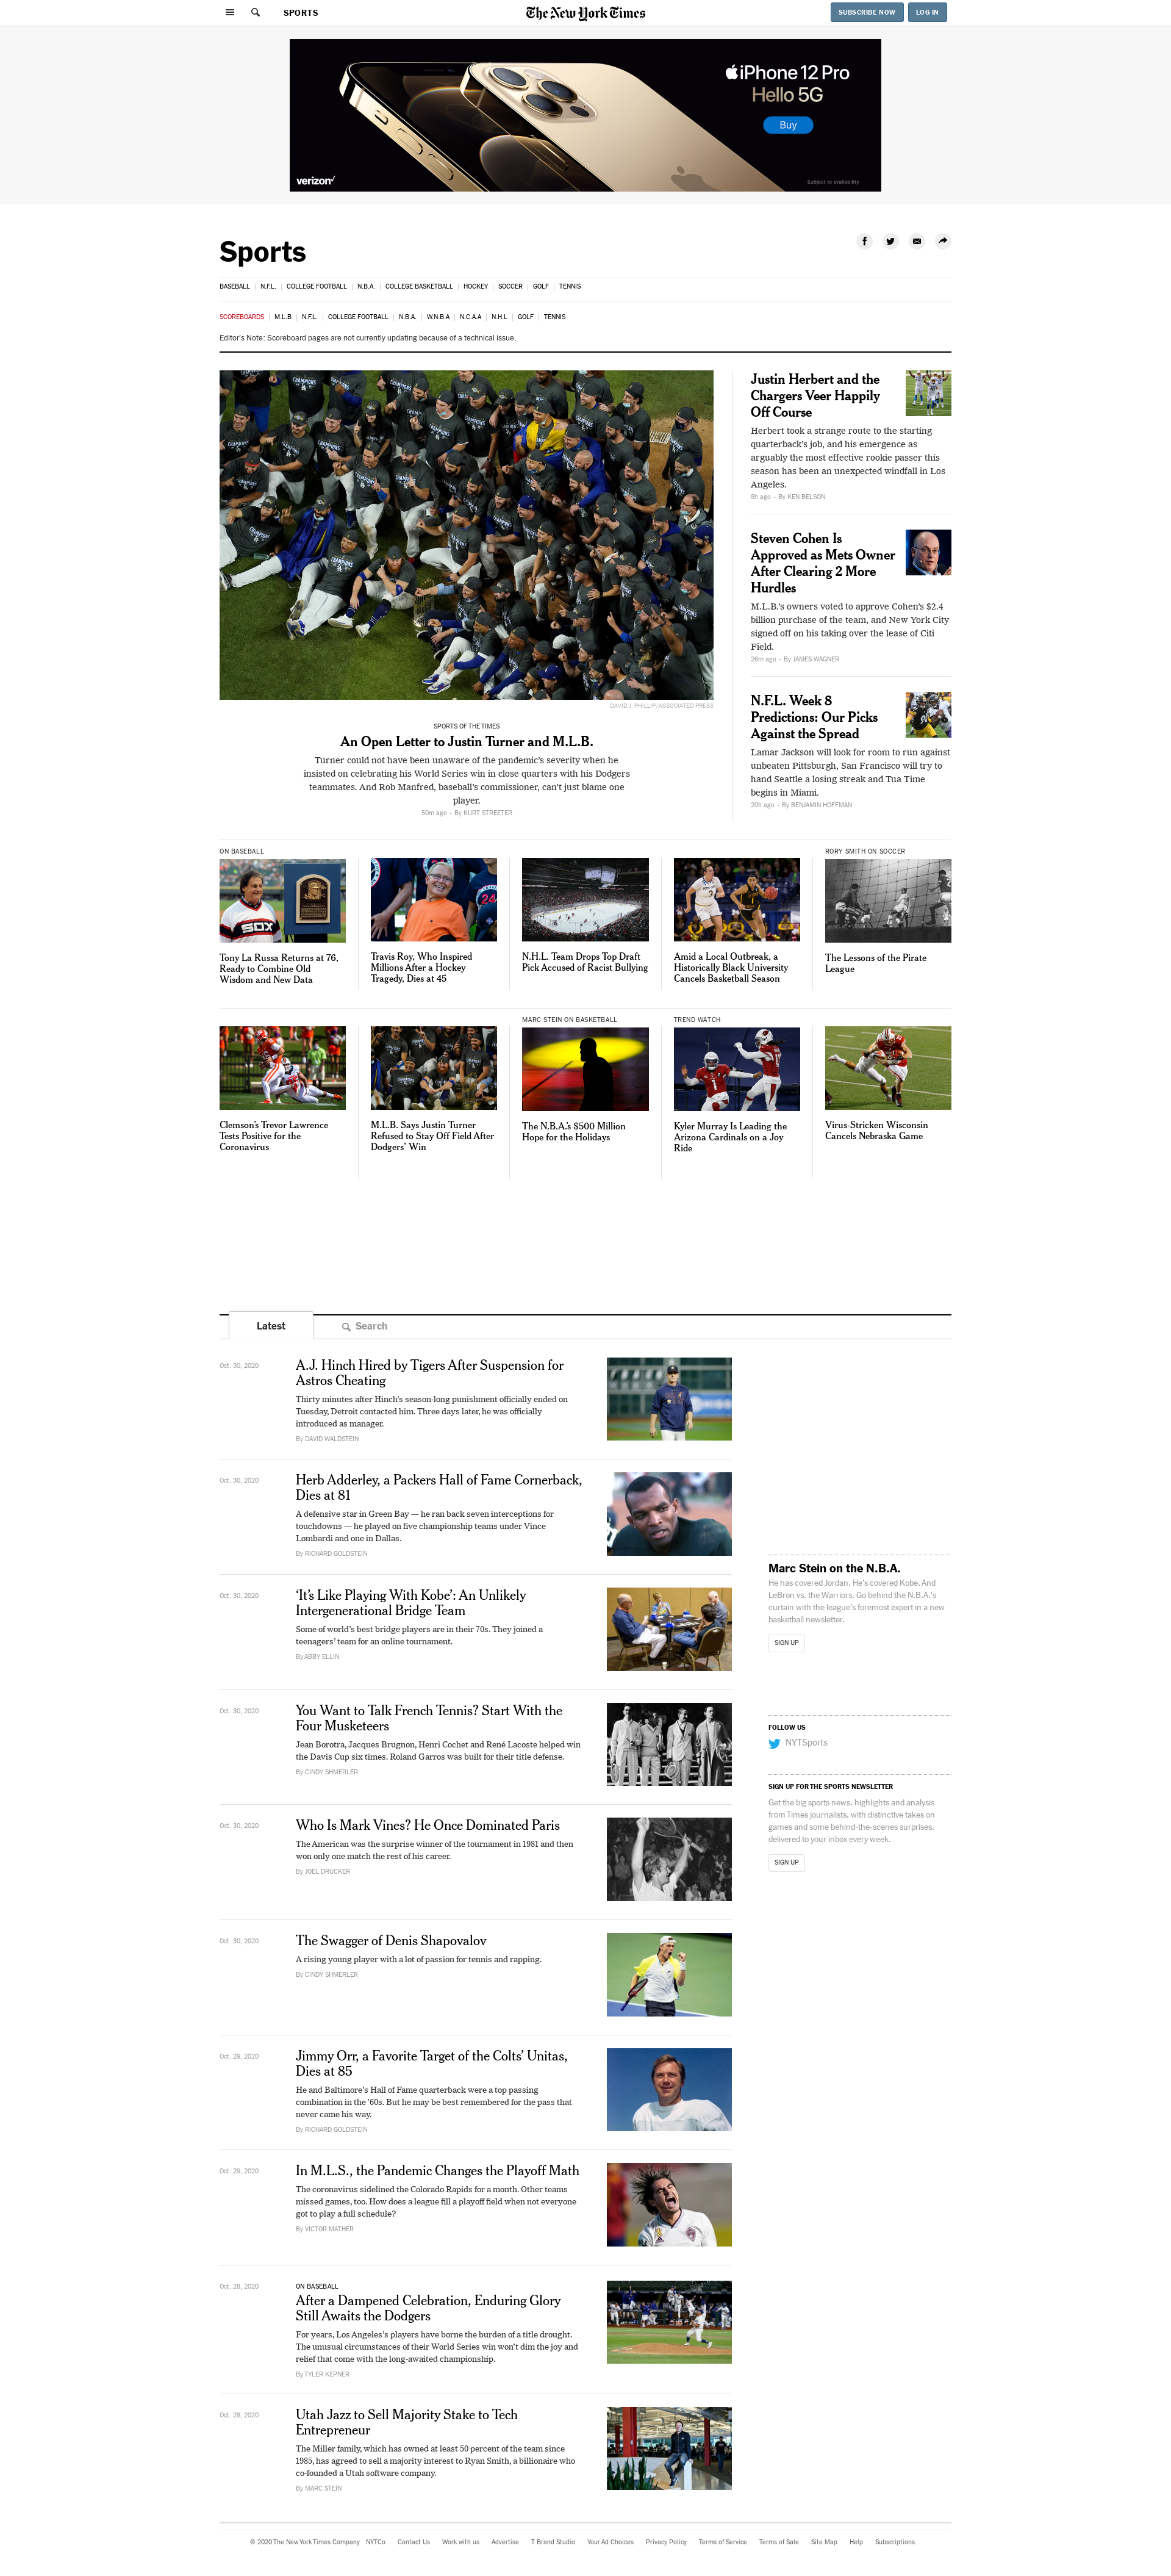 SPORTS
The New York Times
SUBSCRIBE NOW
LOG IN
iPhone 12 Pro
Hello 5G
Buy
verizon
Subject to availability
Sports
BASEBALL | N.F.L. | COLLEGE FOOTBALL | N.B.A. | COLLEGE BASKETBALL | HOCKEY | SOCCER | GOLF | TENNIS
SCOREBOARDS | M.L.B | N.F.L. | COLLEGE FOOTBALL | N.B.A. | W.N.B.A | N.C.A.A | N.H.L | GOLF | TENNIS
Editor's Note: Scoreboard pages are not currently updating because of a technical issue.
DAVID J. PHILLIP/ASSOCIATED PRESS
SPORTS OF THE TIMES
An Open Letter to Justin Turner and M.L.B.
Turner could not have been unaware of the pandemic's severity when he
insisted on celebrating his World Series win in close quarters with his Dodgers
teammates. And Rob Manfred, baseball's commissioner, can't just blame one
player.
50m ago - By KURT STREETER
Justin Herbert and the
Chargers Veer Happily
Off Course
Herbert took a strange route to the starting
quarterback's job, and his emergence as
arguably the most effective rookie passer this
season has been an unexpected windfall in Los
Angeles.
8h ago - By KEN BELSON
Steven Cohen Is
Approved as Mets Owner
After Clearing 2 More
Hurdles
M.L.B.'s owners voted to approve Cohen's $2.4
billion purchase of the team, and New York City
signed off on his taking over the lease of Citi
Field.
26m ago - By JAMES WAGNER
N.F.L. Week 8
Predictions: Our Picks
Against the Spread
Lamar Jackson will look for room to run against
unbeaten Pittsburgh, San Francisco will try to
hand Seattle a losing streak and Tua Time
begins in Miami.
20h ago - By BENJAMIN HOFFMAN
ON BASEBALL
SOX
Tony La Russa Returns at 76,
Ready to Combine Old
Wisdom and New Data
24
Travis Roy, Who Inspired
Millions After a Hockey
Tragedy, Dies at 45
N.H.L. Team Drops Top Draft
Pick Accused of Racist Bullying
Amid a Local Outbreak, a
Historically Black University
Cancels Basketball Season
RORY SMITH ON SOCCER
The Lessons of the Pirate
League
Clemson's Trevor Lawrence
Tests Positive for the
Coronavirus
M.L.B. Says Justin Turner
Refused to Stay Off Field After
Dodgers' Win
MARC STEIN ON BASKETBALL
The N.B.A.'s $500 Million
Hope for the Holidays
TREND WATCH
Kyler Murray Is Leading the
Arizona Cardinals on a Joy
Ride
Virus-Stricken Wisconsin
Cancels Nebraska Game
Latest
Search
Oct. 30, 2020
A.J. Hinch Hired by Tigers After Suspension for
Astros Cheating
Thirty minutes after Hinch's season-long punishment officially ended on
Tuesday, Detroit contacted him. Three days later, he was officially
introduced as manager.
By DAVID WALDSTEIN
Oct. 30, 2020
Herb Adderley, a Packers Hall of Fame Cornerback,
Dies at 81
A defensive star in Green Bay — he ran back seven interceptions for
touchdowns — he played on five championship teams under Vince
Lombardi and one in Dallas.
By RICHARD GOLDSTEIN
Oct. 30, 2020
'It's Like Playing With Kobe': An Unlikely
Intergenerational Bridge Team
Some of world's best bridge players are in their 70s. They joined a
teenagers' team for an online tournament.
By ABBY ELLIN
Oct. 30, 2020
You Want to Talk French Tennis? Start With the
Four Musketeers
Jean Borotra, Jacques Brugnon, Henri Cochet and René Lacoste helped win
the Davis Cup six times. Roland Garros was built for their title defense.
By CINDY SHMERLER
Oct. 30, 2020
Who Is Mark Vines? He Once Dominated Paris
The American was the surprise winner of the tournament in 1981 and then
won only one match the rest of his career.
By JOEL DRUCKER
Oct. 30, 2020
The Swagger of Denis Shapovalov
A rising young player with a lot of passion for tennis and rapping.
By CINDY SHMERLER
Oct. 29, 2020
Jimmy Orr, a Favorite Target of the Colts' Unitas,
Dies at 85
He and Baltimore's Hall of Fame quarterback were a top passing
combination in the '60s. But he may be best remembered for the pass that
never came his way.
By RICHARD GOLDSTEIN
Oct. 29, 2020
In M.L.S., the Pandemic Changes the Playoff Math
The coronavirus sidelined the Colorado Rapids for a month. Other teams
missed games, too. How does a league fill a playoff field when not everyone
got to play a full schedule?
By VICTOR MATHER
Oct. 28, 2020
ON BASEBALL
After a Dampened Celebration, Enduring Glory
Still Awaits the Dodgers
For years, Los Angeles's players have borne the burden of a title drought.
The unusual circumstances of their World Series win won't dim the joy and
relief that come with the long-awaited championship.
By TYLER KEPNER
Oct. 28, 2020
Utah Jazz to Sell Majority Stake to Tech
Entrepreneur
The Miller family, which has owned at least 50 percent of the team since
1985, has agreed to sell a majority interest to Ryan Smith, a billionaire who
co-founded a Utah software company.
By MARC STEIN
Marc Stein on the N.B.A.
He has covered Jordan. He's covered Kobe. And
LeBron vs. the Warriors. Go behind the N.B.A.'s
curtain with the league's foremost expert in a new
basketball newsletter.
SIGN UP
FOLLOW US
NYTSports
SIGN UP FOR THE SPORTS NEWSLETTER
Get the big sports news, highlights and analysis
from Times journalists, with distinctive takes on
games and some behind-the-scenes surprises,
delivered to your inbox every week.
SIGN UP
© 2020 The New York Times Company NYTCo Contact Us Work with us Advertise T Brand Studio Your Ad Choices Privacy Policy Terms of Service Terms of Sale Site Map Help Subscriptions